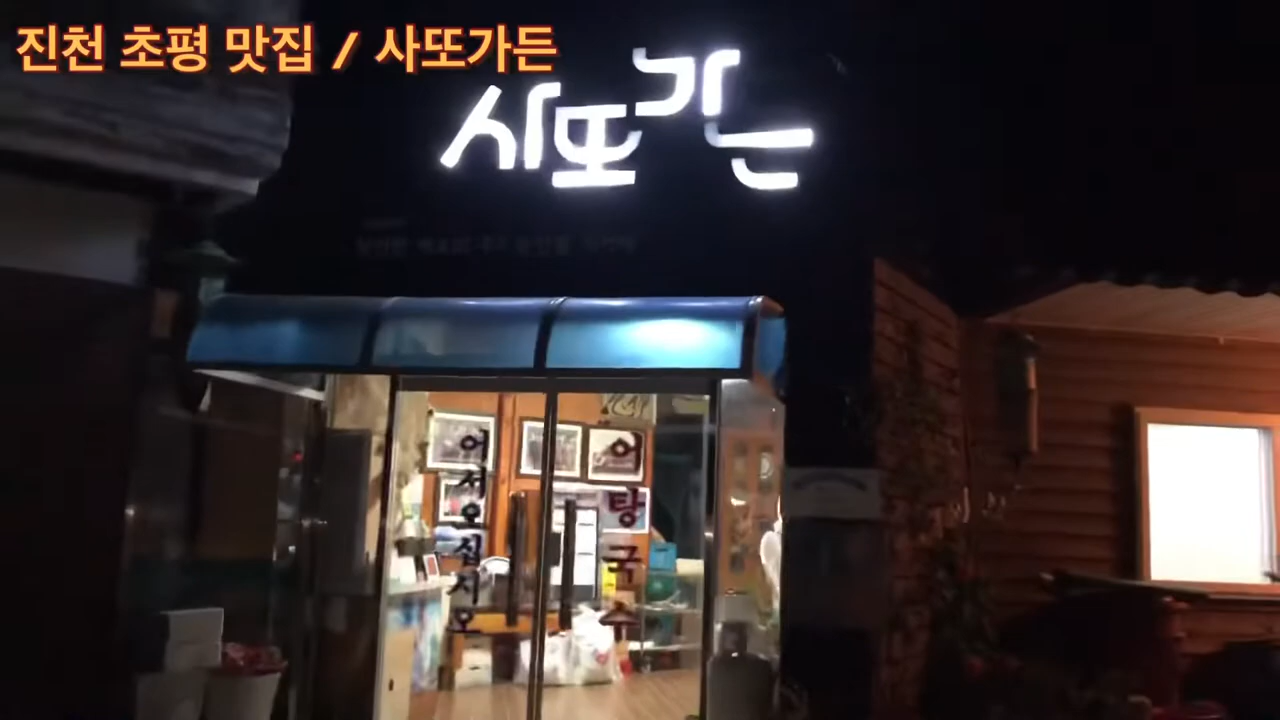 진천 초평 맛집 / 사또가든
사또가든
어서오십시오
어탕국수